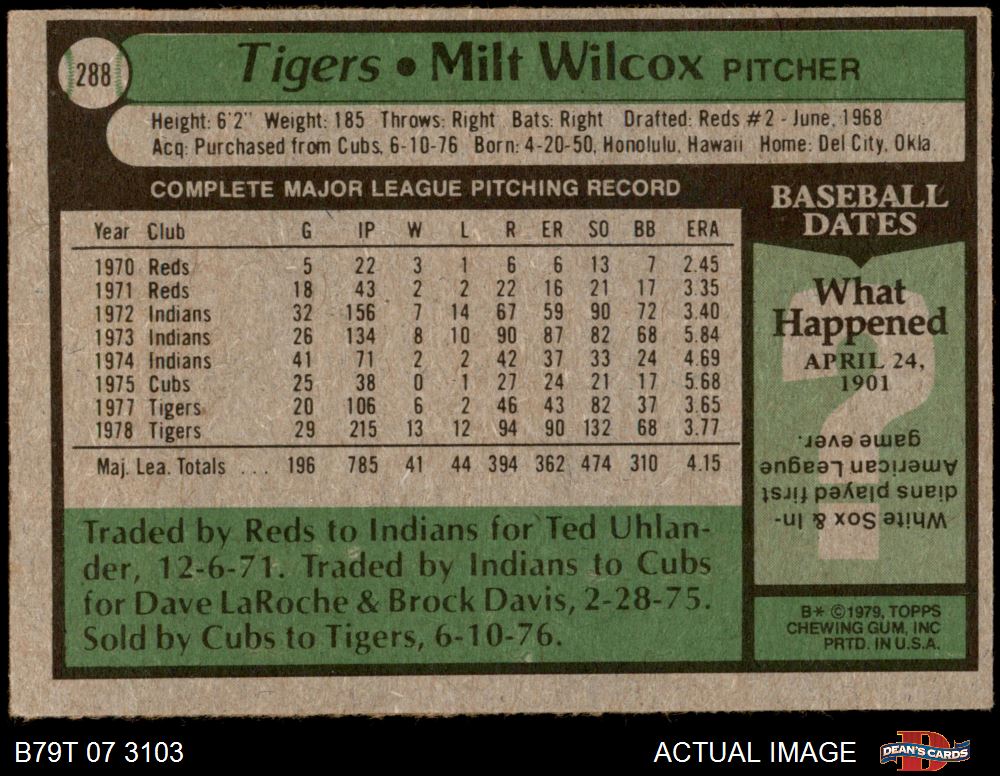 288
Tigers • Milt Wilcox PITCHER
Height: 6'2" Weight: 185 Throws: Right Bats: Right Drafted: Reds #2 - June, 1968
Acq: Purchased from Cubs, 6-10-76 Born: 4-20-50, Honolulu, Hawaii Home: Del City, Okla.
COMPLETE MAJOR LEAGUE PITCHING RECORD
Year Club G IP W L R ER SO BB ERA
1970 Reds 5 22 3 1 6 6 13 7 2.45
1971 Reds 18 43 2 2 22 16 21 17 3.35
1972 Indians 32 156 7 14 67 59 90 72 3.40
1973 Indians 26 134 8 10 90 87 82 68 5.84
1974 Indians 41 71 2 2 42 37 33 24 4.69
1975 Cubs 25 38 0 1 27 24 21 17 5.68
1977 Tigers 20 106 6 2 46 43 82 37 3.65
1978 Tigers 29 215 13 12 94 90 132 68 3.77
Maj. Lea. Totals ... 196 785 41 44 394 362 474 310 4.15
Traded by Reds to Indians for Ted Uhlan-
der, 12-6-71. Traded by Indians to Cubs
for Dave LaRoche & Brock Davis, 2-28-75.
Sold by Cubs to Tigers, 6-10-76.
BASEBALL
DATES
What
Happened
APRIL 24,
1901
?
White Sox & In-
dians played first
American League
game ever.
B* ©1979, TOPPS
CHEWING GUM, INC
PRTD. IN U.S.A.
B79T 07 3103
ACTUAL IMAGE
D
DEAN'S CARDS